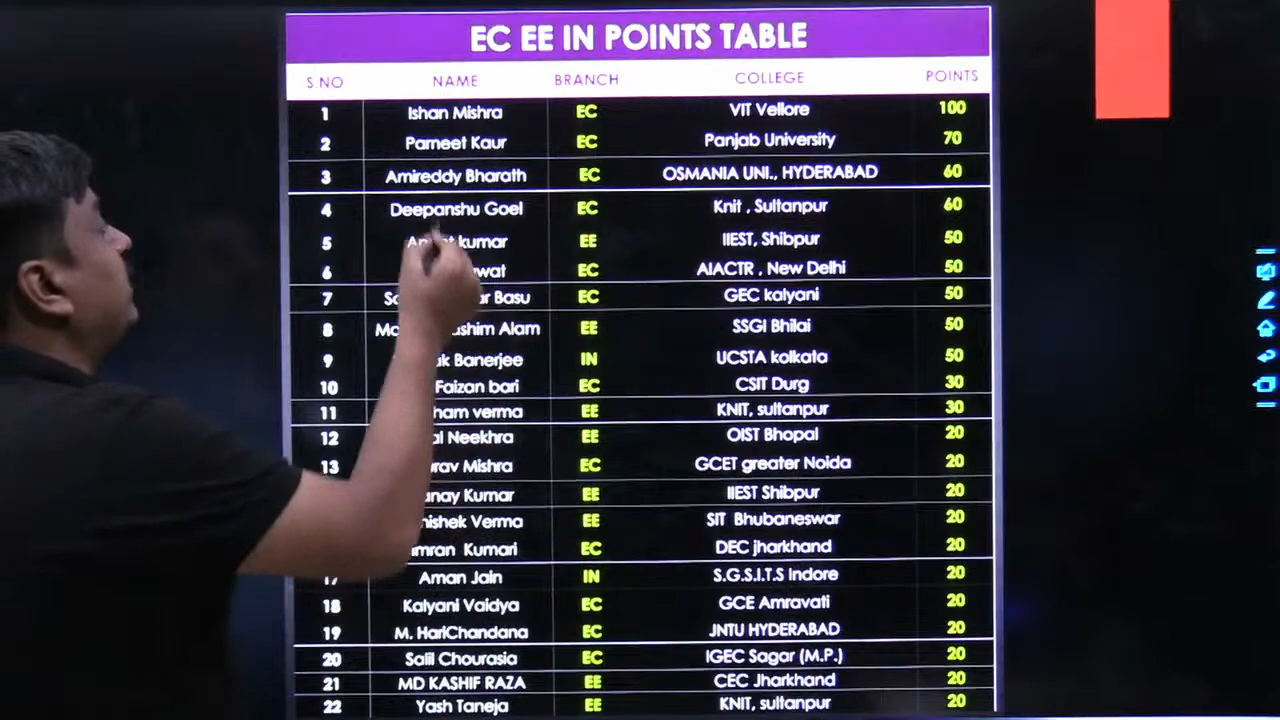 EC EE IN POINTS TABLE
S.NO NAME BRANCH COLLEGE POINTS
1 Ishan Mishra EC VIT Vellore 100
2 Parneet Kaur EC Panjab University 70
3 Amireddy Bharath EC OSMANIA UNI., HYDERABAD 60
4 Deepanshu Goel EC Knit , Sultanpur 60
5 kumar EE IIEST, Shibpur 50
6 EC AIACTR , New Delhi 50
7 Basu EC GEC kalyani 50
8 Alam EE SSGI Bhilai 50
9 Banerjee IN UCSTA kolkata 50
10 Faizan bari EC CSIT Durg 30
11 verma EE KNIT, sultanpur 30
12 Neekhra EE OIST Bhopal 20
13 Mishra EC GCET greater Noida 20
Kumar EE IIEST Shibpur 20
Verma EE SIT Bhubaneswar 20
Kumari EC DEC jharkhand 20
17 Aman Jain IN S.G.S.I.T.S Indore 20
18 Kalyani Vaidya EC GCE Amravati 20
19 M. HariChandana EC JNTU HYDERABAD 20
20 Salil Chourasia EC IGEC Sagar (M.P.) 20
21 MD KASHIF RAZA EE CEC Jharkhand 20
22 Yash Taneja EE KNIT, sultanpur 20